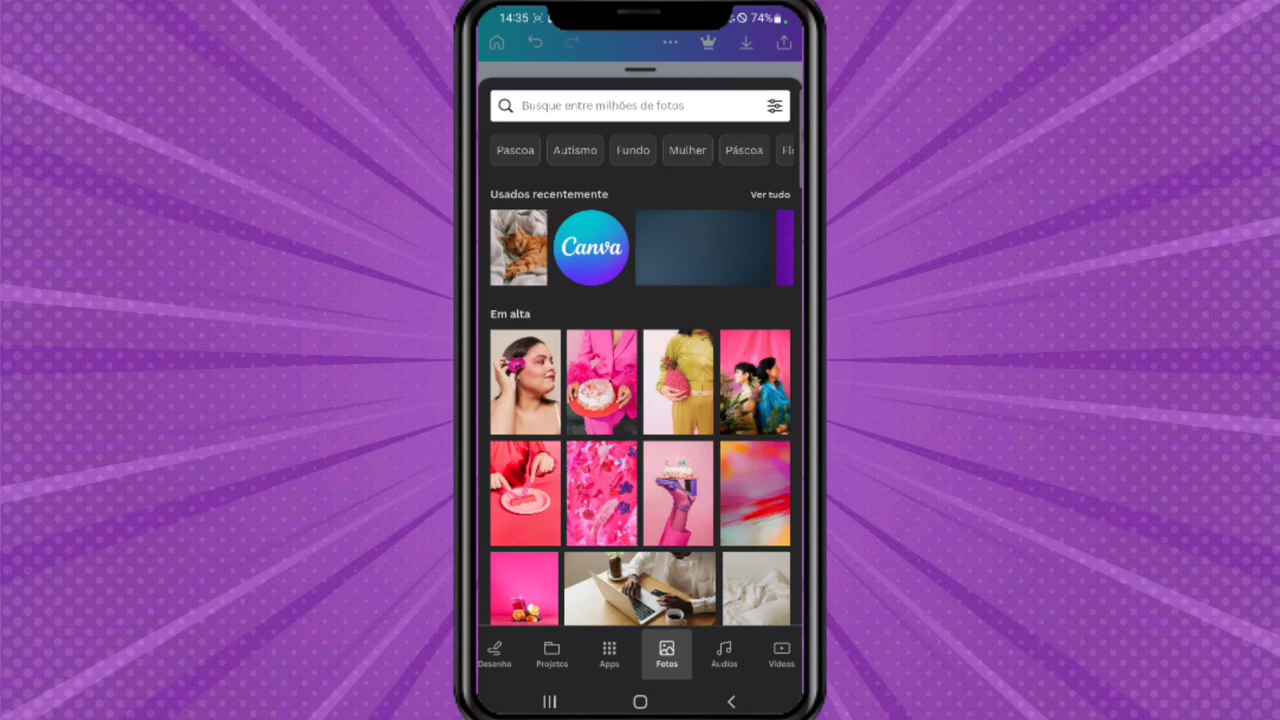 14:35
74%
Busque entre milhões de fotos
Pascoa Autismo Fundo Mulher Páscoa
Usados recentemente Ver tudo
Canva
Em alta
Desenho Projetos Apps Fotos Áudios Vídeos